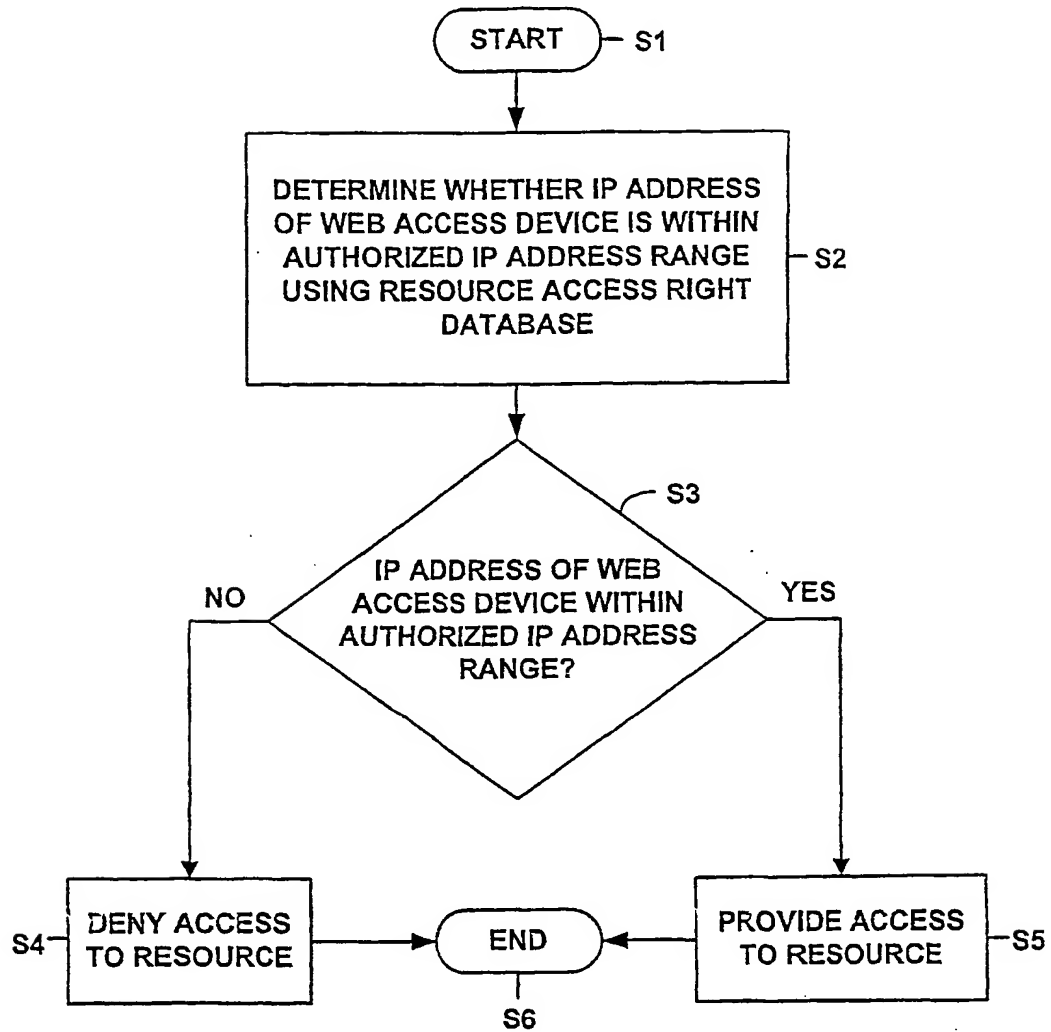 START
S1
DETERMINE WHETHER IP ADDRESS
OF WEB ACCESS DEVICE IS WITHIN
AUTHORIZED IP ADDRESS RANGE
USING RESOURCE ACCESS RIGHT
DATABASE
S2
S3
IP ADDRESS OF WEB
ACCESS DEVICE WITHIN
AUTHORIZED IP ADDRESS
RANGE?
NO
YES
S4
DENY ACCESS
TO RESOURCE
END
S6
PROVIDE ACCESS
TO RESOURCE
S5